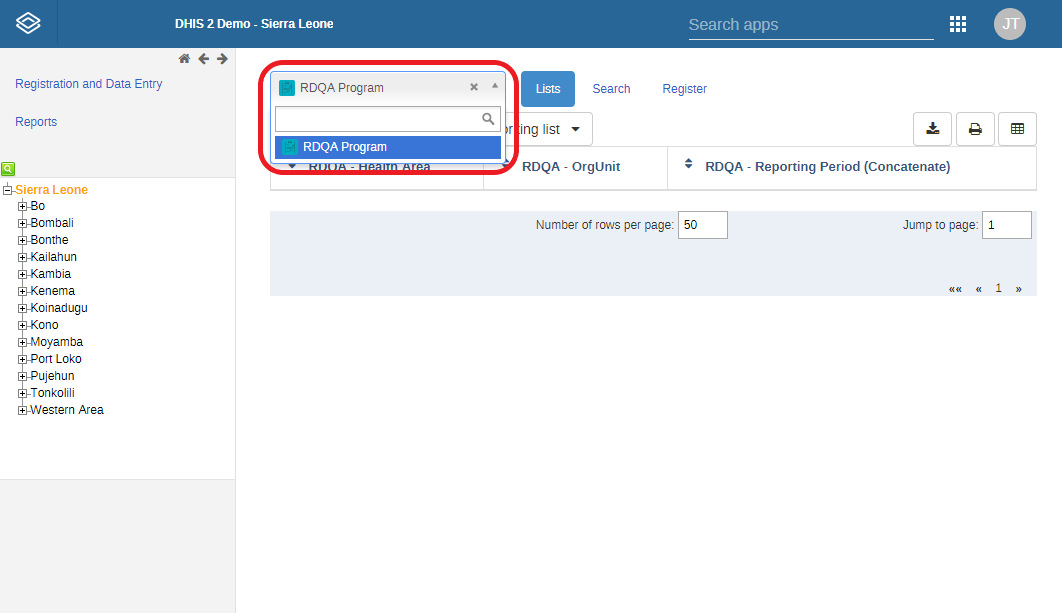 DHIS 2 Demo - Sierra Leone
Search apps
JT
Registration and Data Entry
Reports
Sierra Leone
Bo
Bombali
Bonthe
Kailahun
Kambia
Kenema
Koinadugu
Kono
Moyamba
Port Loko
Pujehun
Tonkolili
Western Area
RDQA Program
RDQA Program
Lists
Search
Register
rking list
RDQA - Health Area
RDQA - OrgUnit
RDQA - Reporting Period (Concatenate)
Number of rows per page: 50
Jump to page: 1
«« « 1 »